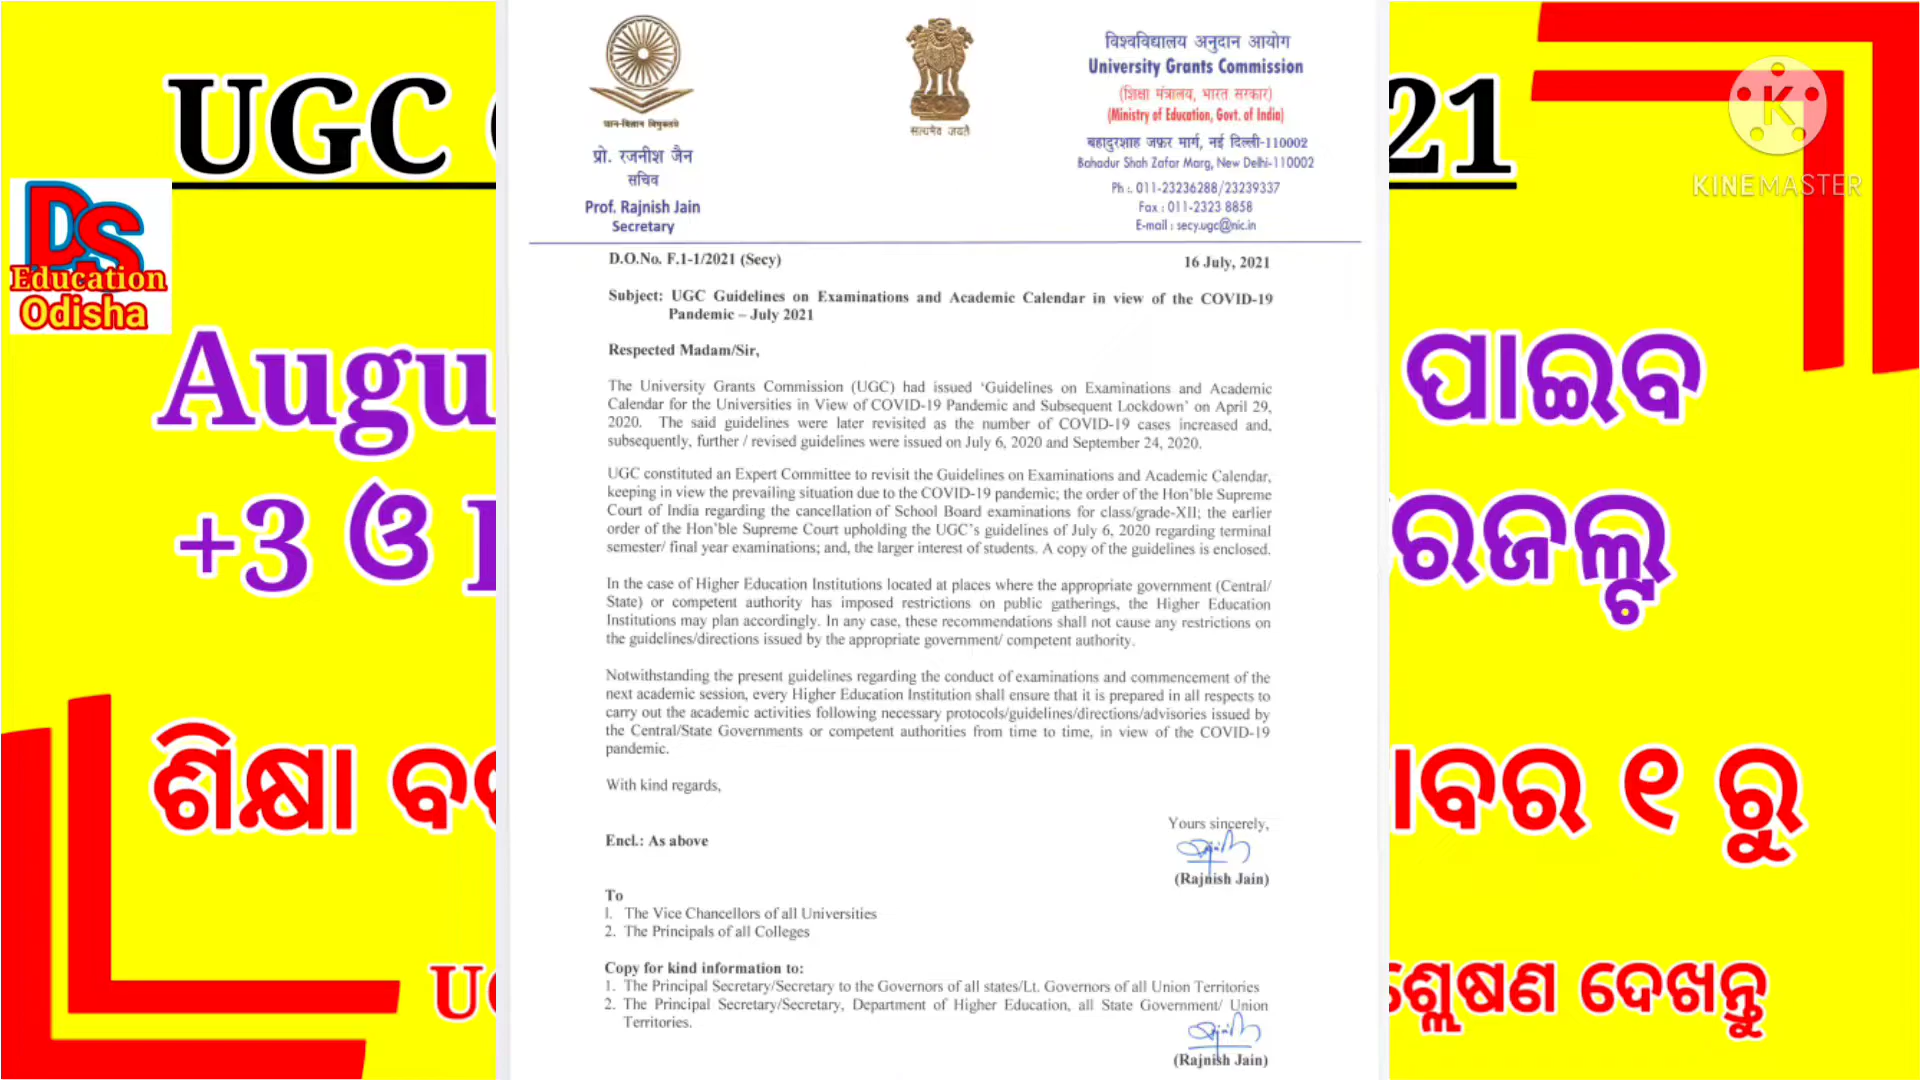 UGC
21
KINEMASTER
DS
Education
Odisha
Augu
ପାଇବ
+3 ଓ
ରେଜଲ୍ଟ
ଶିକ୍ଷା
ବର ୧ ରୁ
ଦେଖନ୍ତୁ
ज्ञान-विज्ञान विमुक्तये
प्रो. रजनीश जैन
सचिव
Prof. Rajnish Jain
Secretary
सत्यमेव जयते
विश्वविद्यालय अनुदान आयोग
University Grants Commission
(शिक्षा मंत्रालय, भारत सरकार)
(Ministry of Education, Govt. of India)
बहादुरशाह ज़फ़र मार्ग, नई दिल्ली-110002
Bahadur Shah Zafar Marg, New Delhi-110002
Ph :. 011-23236288/23239337
Fax : 011-2323 8858
E-mail : secy.ugc@nic.in
D.O.No. F.1-1/2021 (Secy)
16 July, 2021
Subject: UGC Guidelines on Examinations and Academic Calendar in view of the COVID-19
Pandemic – July 2021
Respected Madam/Sir,
The University Grants Commission (UGC) had issued ‘Guidelines on Examinations and Academic
Calendar for the Universities in View of COVID-19 Pandemic and Subsequent Lockdown’ on April 29,
2020. The said guidelines were later revisited as the number of COVID-19 cases increased and,
subsequently, further / revised guidelines were issued on July 6, 2020 and September 24, 2020.
UGC constituted an Expert Committee to revisit the Guidelines on Examinations and Academic Calendar,
keeping in view the prevailing situation due to the COVID-19 pandemic; the order of the Hon’ble Supreme
Court of India regarding the cancellation of School Board examinations for class/grade-XII; the earlier
order of the Hon’ble Supreme Court upholding the UGC’s guidelines of July 6, 2020 regarding terminal
semester/ final year examinations; and, the larger interest of students. A copy of the guidelines is enclosed.
In the case of Higher Education Institutions located at places where the appropriate government (Central/
State) or competent authority has imposed restrictions on public gatherings, the Higher Education
Institutions may plan accordingly. In any case, these recommendations shall not cause any restrictions on
the guidelines/directions issued by the appropriate government/ competent authority.
Notwithstanding the present guidelines regarding the conduct of examinations and commencement of the
next academic session, every Higher Education Institution shall ensure that it is prepared in all respects to
carry out the academic activities following necessary protocols/guidelines/directions/advisories issued by
the Central/State Governments or competent authorities from time to time, in view of the COVID-19
pandemic.
With kind regards,
Yours sincerely,
Encl.: As above
(Rajnish Jain)
To
1. The Vice Chancellors of all Universities
2. The Principals of all Colleges
Copy for kind information to:
1. The Principal Secretary/Secretary to the Governors of all states/Lt. Governors of all Union Territories
2. The Principal Secretary/Secretary, Department of Higher Education, all State Government/ Union
Territories.
(Rajnish Jain)